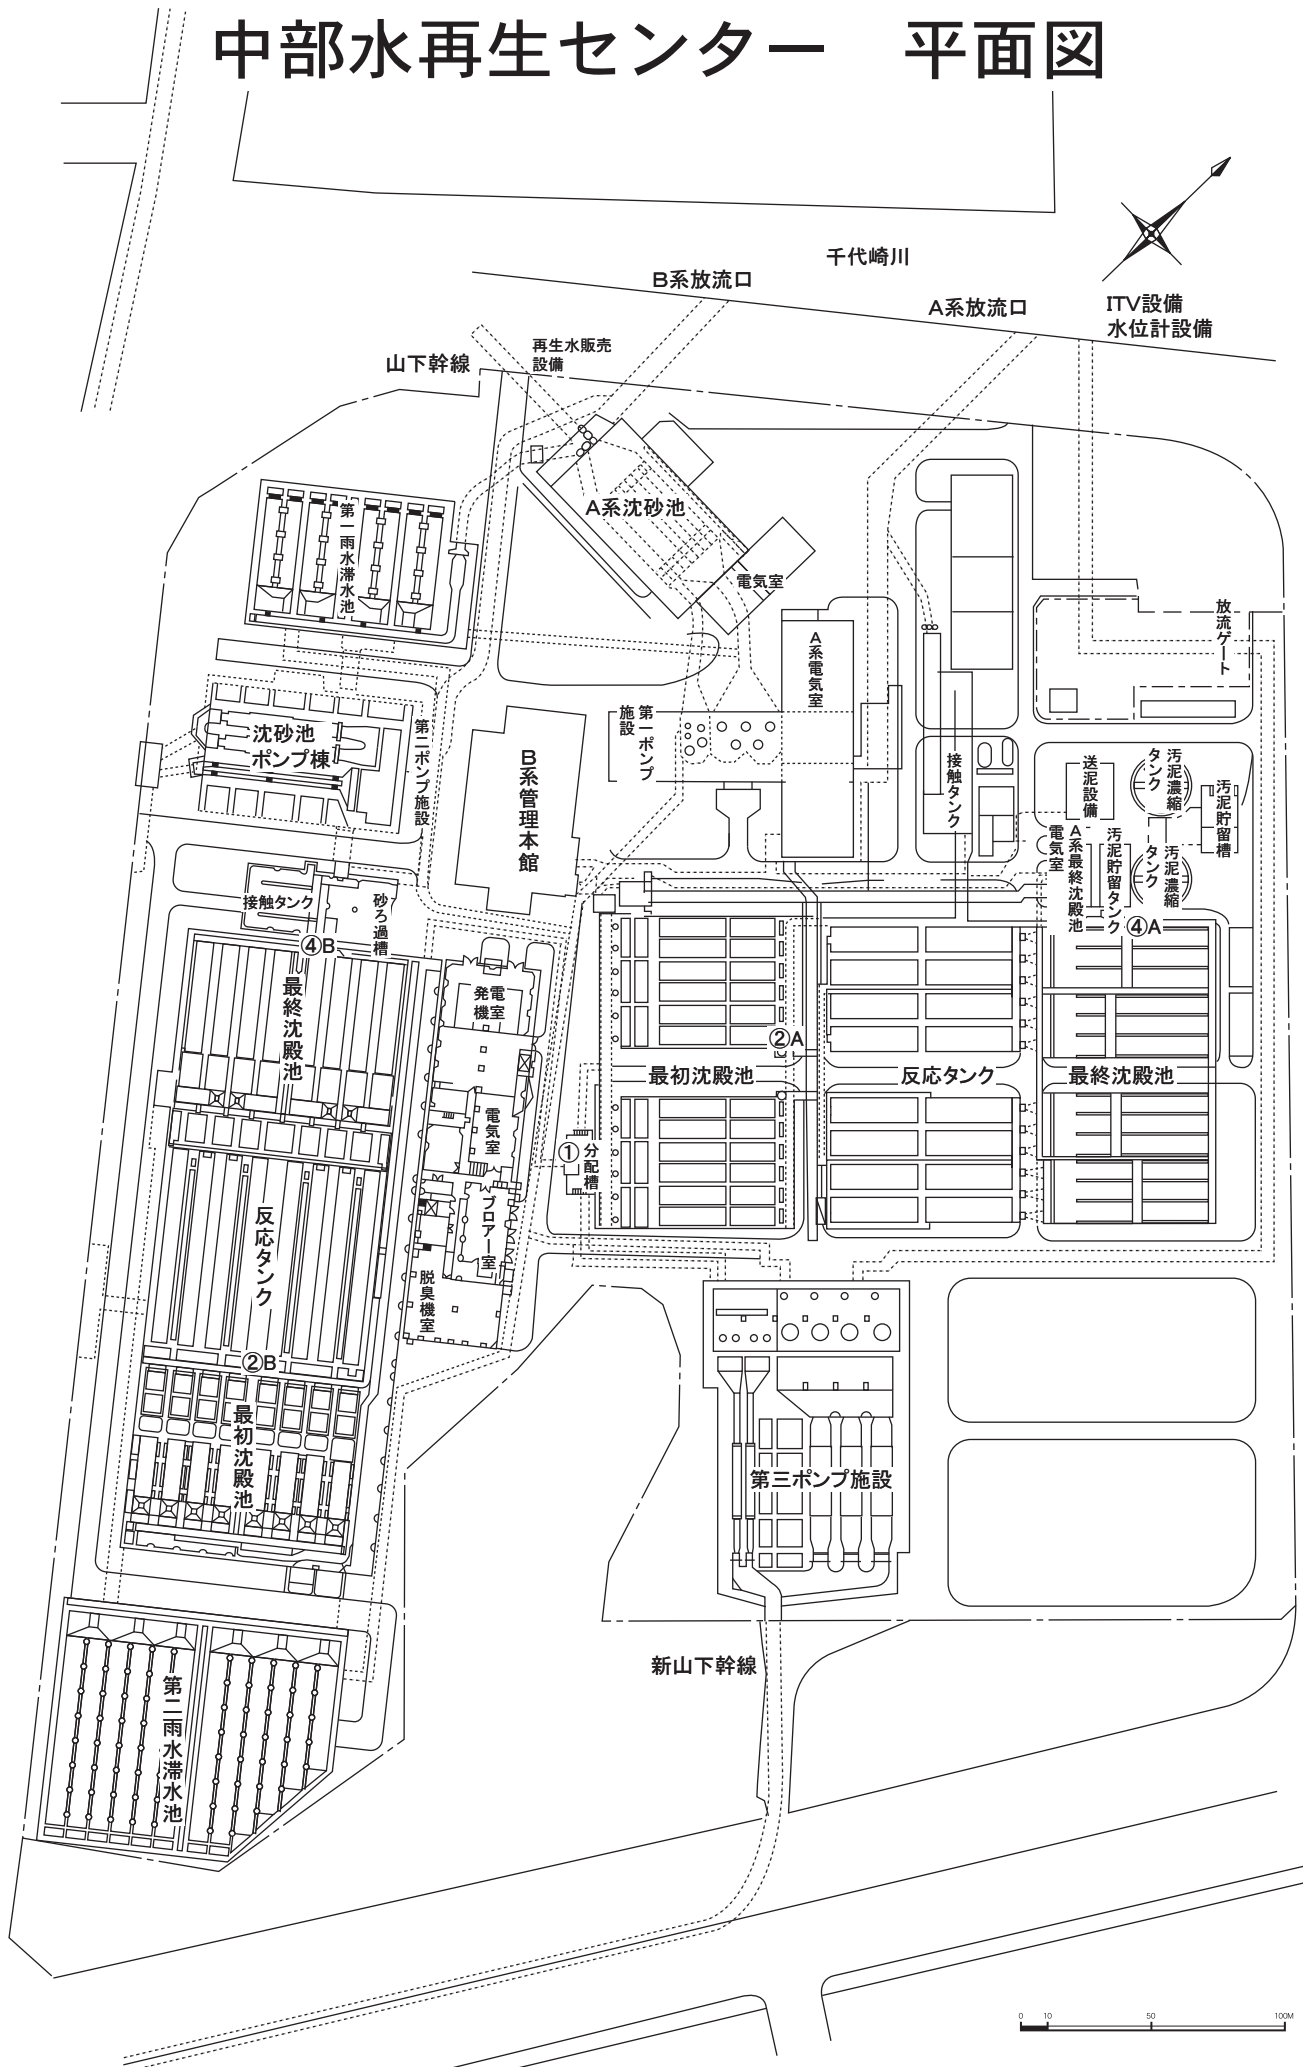 中部水再生センター　平面図
千代崎川
B系放流口
A系放流口
ITV設備
水位計設備
再生水販売
設備
山下幹線
A系沈砂池
第一雨水滞水池
電気室
放流ゲート
A系電気室
沈砂池
ポンプ棟
第二ポンプ施設
B系管理本館
第一ポンプ
施設
接触タンク
送泥設備
汚泥濃縮
タンク
汚泥貯留槽
A系最終沈殿池
電気室
汚泥貯留タンク
汚泥濃縮
タンク
接触タンク
砂ろ過槽
④B
④A
最終沈殿池
発電
機室
②A
最初沈殿池
反応タンク
最終沈殿池
電気室
①
分配槽
反応タンク
ブロアー室
脱臭機室
②B
最初沈殿池
第三ポンプ施設
新山下幹線
第二雨水滞水池
0 10 50 100M